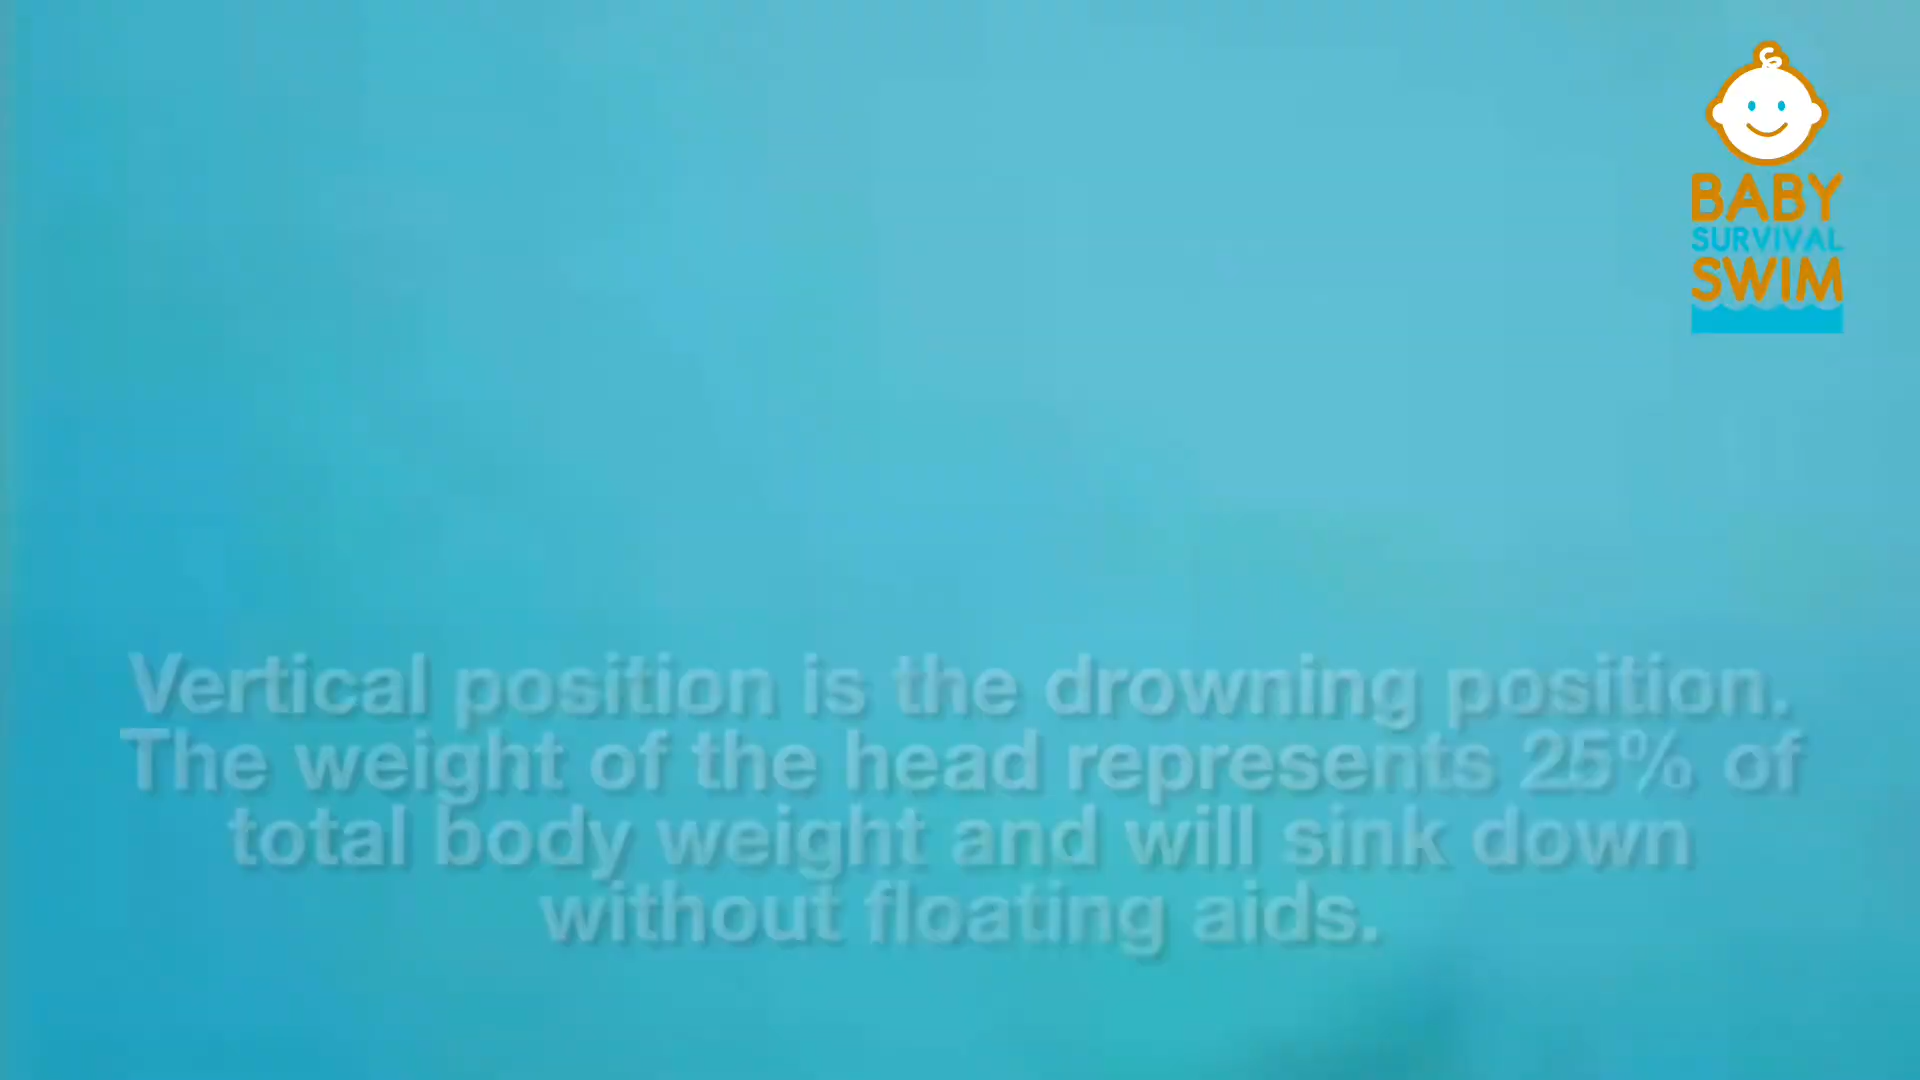 BABY
SURVIVAL
SWIM
Vertical position is the drowning position.
The weight of the head represents 25% of
total body weight and will sink down
without floating aids.